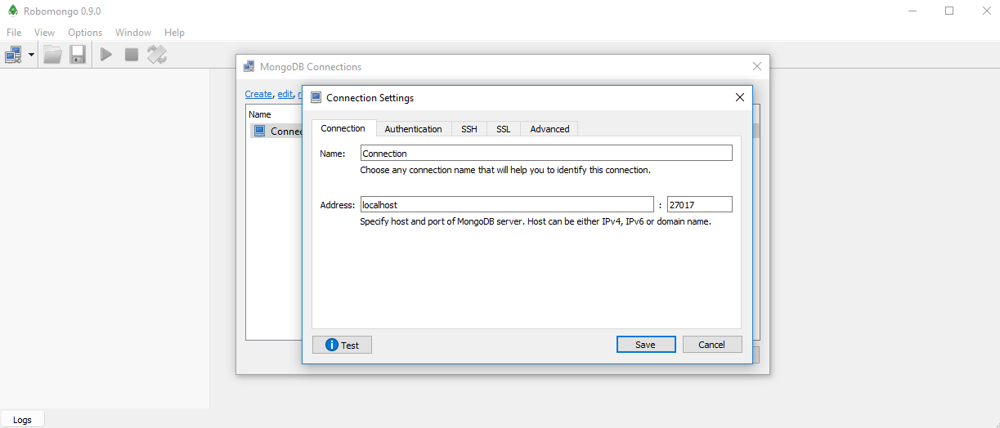 Robomongo 0.9.0
File View Options Window Help
MongoDB Connections
Create, edit,
Connection Settings
Name
Connection Authentication SSH SSL Advanced
Name: Connection
Choose any connection name that will help you to identify this connection.
Address: localhost : 27017
Specify host and port of MongoDB server. Host can be either IPv4, IPv6 or domain name.
Test Save Cancel
Logs